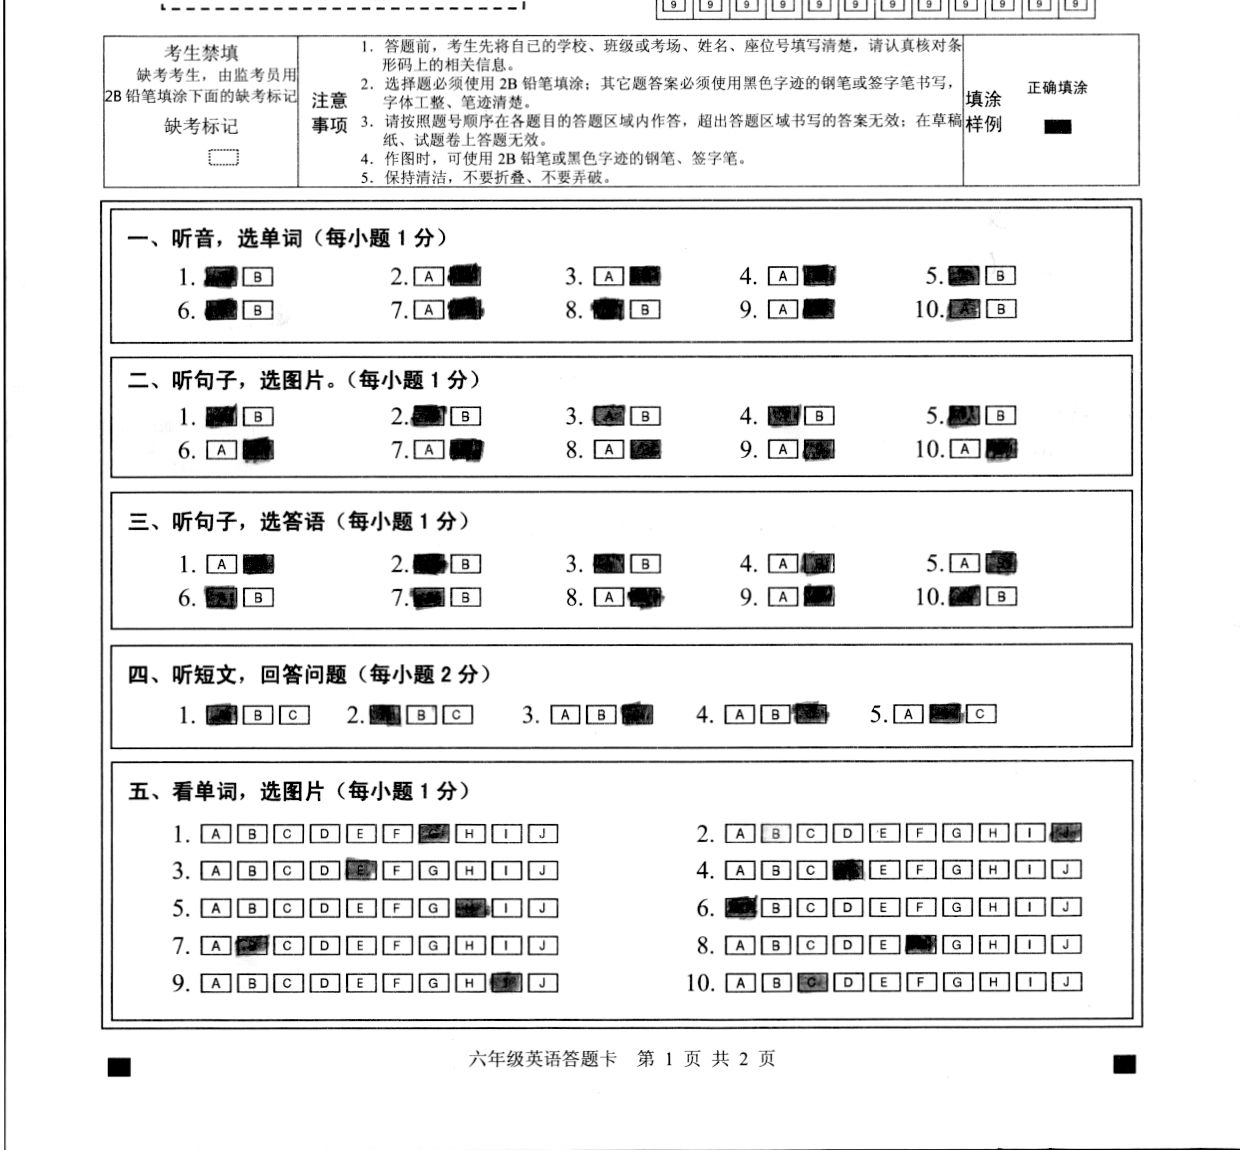 9 9 9 9 9 9 9 9 9 9 9 9
考生禁填
缺考考生，由监考员用
2B 铅笔填涂下面的缺考标记
缺考标记
注意
事项
1. 答题前，考生先将自己的学校、班级或考场、姓名、座位号填写清楚，请认真核对条
形码上的相关信息。
2. 选择题必须使用 2B 铅笔填涂；其它题答案必须使用黑色字迹的钢笔或签字笔书写，
字体工整、笔迹清楚。
3. 请按照题号顺序在各题目的答题区域内作答，超出答题区域书写的答案无效；在草稿
纸、试题卷上答题无效。
4. 作图时，可使用 2B 铅笔或黑色字迹的钢笔、签字笔。
5. 保持清洁，不要折叠、不要弄破。
填涂
样例
正确填涂
一、听音，选单词（每小题 1 分）
1. B 2. A 3. A 4. A 5. B
6. B 7. A 8. B 9. A 10. A B
二、听句子，选图片。（每小题 1 分）
1. B 2. B 3. A B 4. B 5. B
6. A 7. A 8. A 9. A 10. A
三、听句子，选答语（每小题 1 分）
1. A 2. B 3. B 4. A 5. A
6. B 7. B 8. A 9. A 10. B
四、听短文，回答问题（每小题 2 分）
1. B C 2. B C 3. A B 4. A B 5. A C
五、看单词，选图片（每小题 1 分）
1. A B C D E F G H I J 2. A B C D E F G H I J
3. A B C D E F G H I J 4. A B C E F G H I J
5. A B C D E F G I J 6. B C D E F G H I J
7. A C D E F G H I J 8. A B C D E G H I J
9. A B C D E F G H J 10. A B C D E F G H I J
六年级英语答题卡 第 1 页 共 2 页